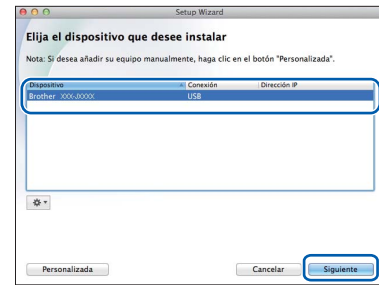 Setup Wizard
Elija el dispositivo que desee instalar
Nota: Si desea añadir su equipo manualmente, haga clic en el botón "Personalizada".
Dispositivo Conexión Dirección IP
Brother XXX-JXXXX USB
Personalizada Cancelar Siguiente